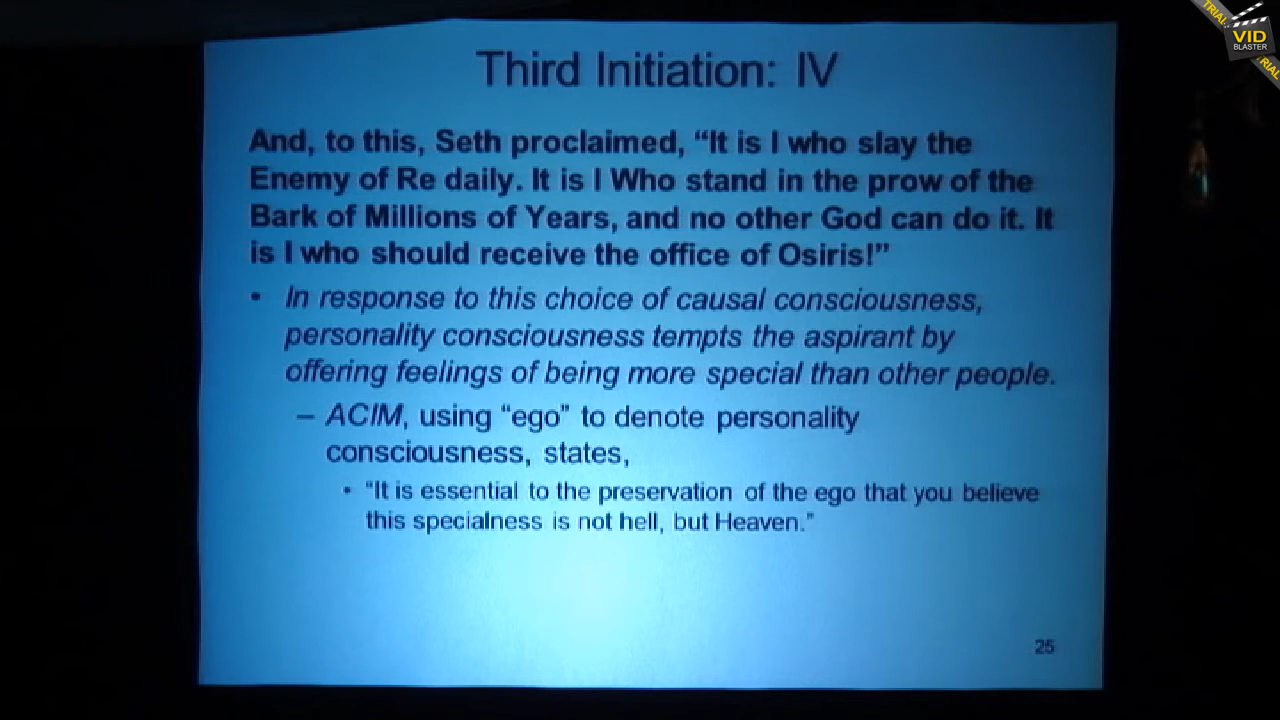 Third Initiation: IV
And, to this, Seth proclaimed, “It is I who slay the
Enemy of Re daily. It is I Who stand in the prow of the
Bark of Millions of Years, and no other God can do it. It
is I who should receive the office of Osiris!”
• In response to this choice of causal consciousness,
personality consciousness tempts the aspirant by
offering feelings of being more special than other people.
– ACIM, using “ego” to denote personality
consciousness, states,
• “It is essential to the preservation of the ego that you believe
this specialness is not hell, but Heaven.”
25
TRIAL
VID
BLASTER
TRIAL